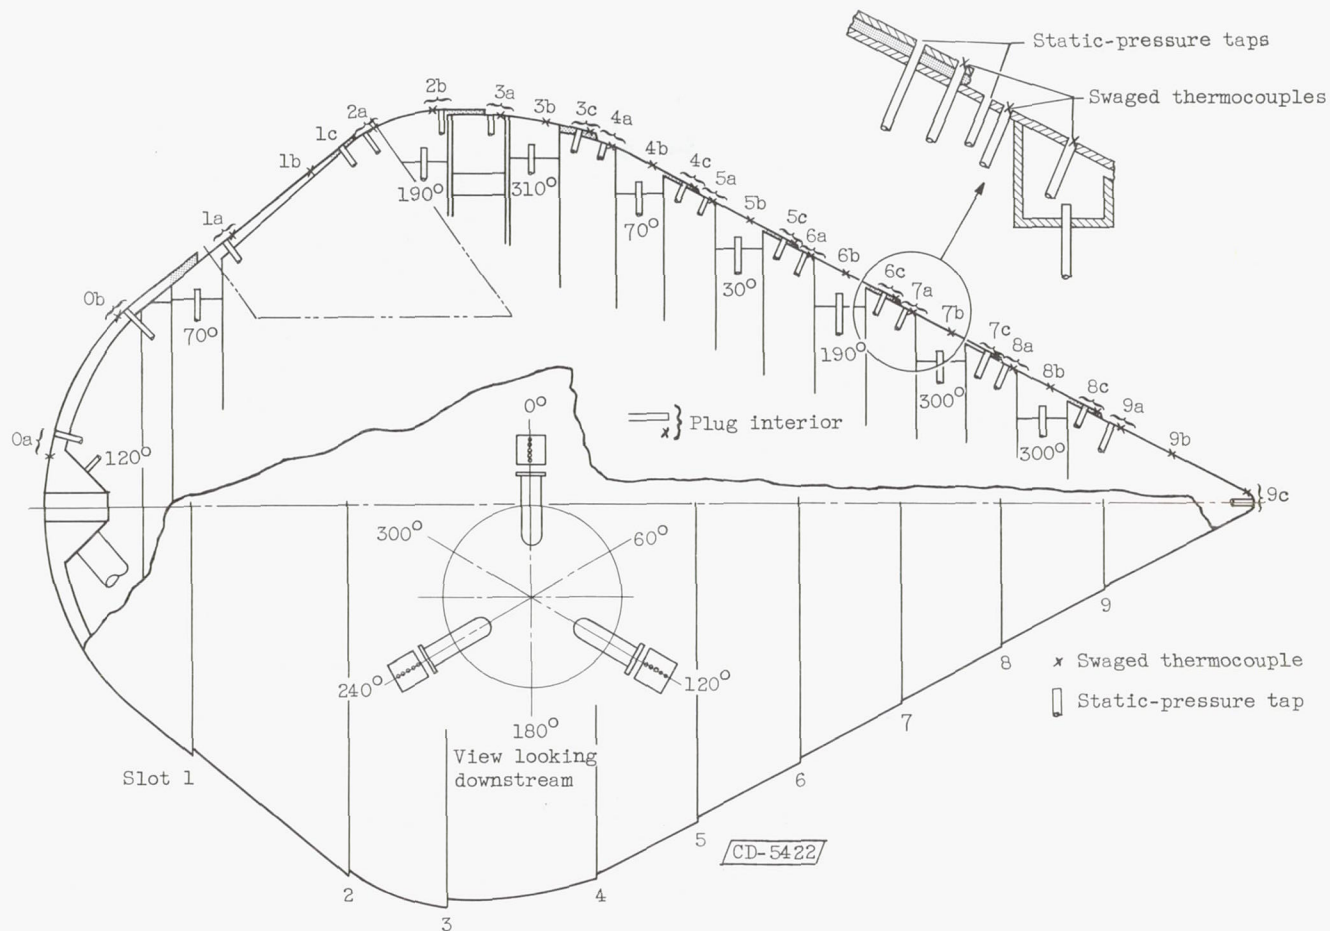 Static-pressure taps
Swaged thermocouples
2b
3a
3b
3c
4a
2a
1c
1b
4b
4c
5a
190°
310°
70°
1a
5b
5c
6a
6b
30°
0b
70°
6c
7a
7b
190°
7c
8a
8b
300°
8c
9a
0a
120°
0°
x } Plug interior
300°
9b
9c
300°
60°
240°
120°
180°
View looking
downstream
9
8
x Swaged thermocouple
Static-pressure tap
7
6
Slot 1
5
CD-5422
2
4
3